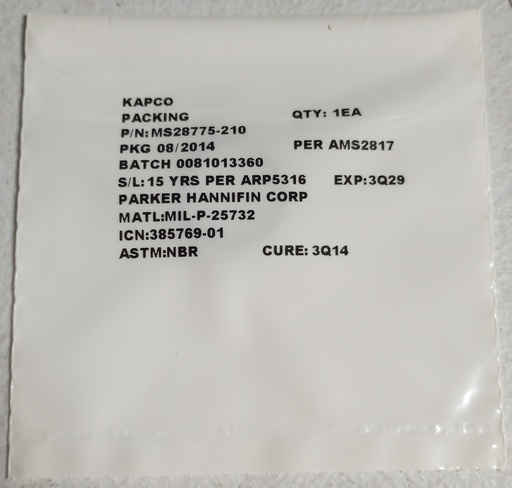 KAPCO
PACKING QTY: 1EA
P/N:MS28775-210
PKG 08/2014 PER AMS2817
BATCH 0081013360
S/L:15 YRS PER ARP5316 EXP:3Q29
PARKER HANNIFIN CORP
MATL:MIL-P-25732
ICN:385769-01
ASTM:NBR CURE: 3Q14